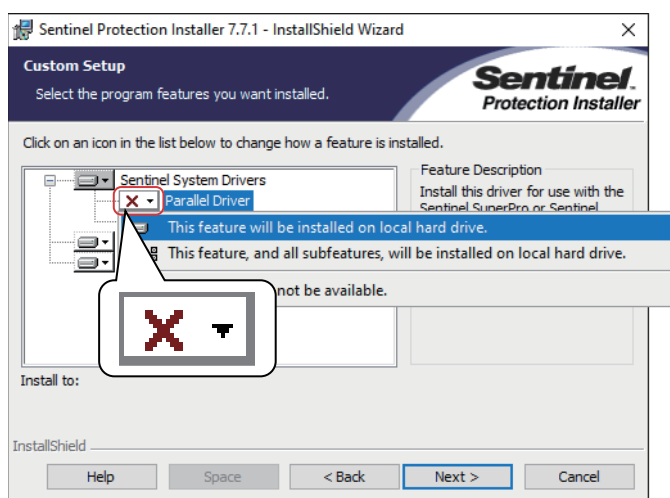 Sentinel Protection Installer 7.7.1 - InstallShield Wizard
Custom Setup
Select the program features you want installed.
Sentinel.
Protection Installer
Click on an icon in the list below to change how a feature is installed.
Sentinel System Drivers
Parallel Driver
Feature Description
Install this driver for use with the
Sentinel SuperPro or Sentinel
This feature will be installed on local hard drive.
This feature, and all subfeatures, will be installed on local hard drive.
not be available.
Install to:
InstallShield
Help
Space
< Back
Next >
Cancel